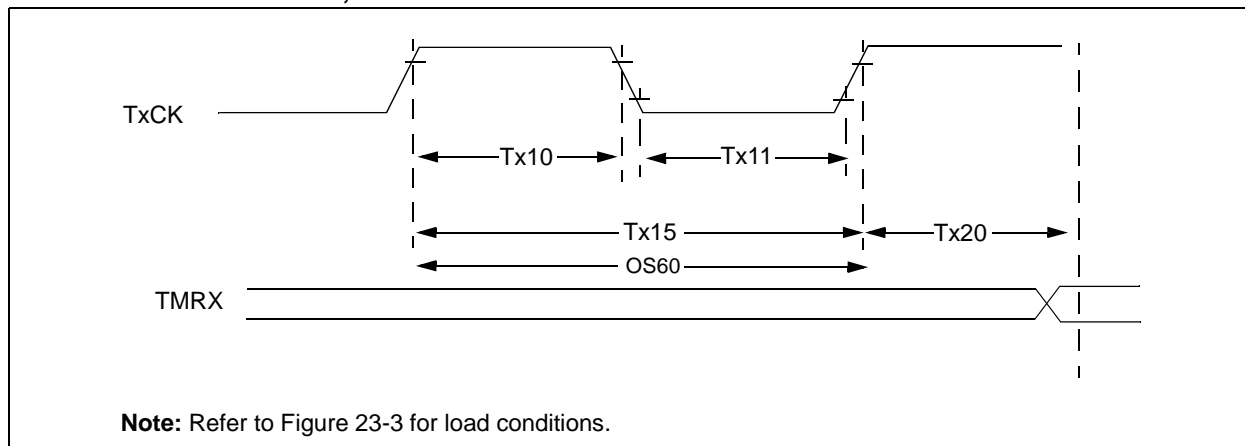 TxCK
Tx10
Tx11
Tx15
Tx20
OS60
TMRX
Note: Refer to Figure 23-3 for load conditions.